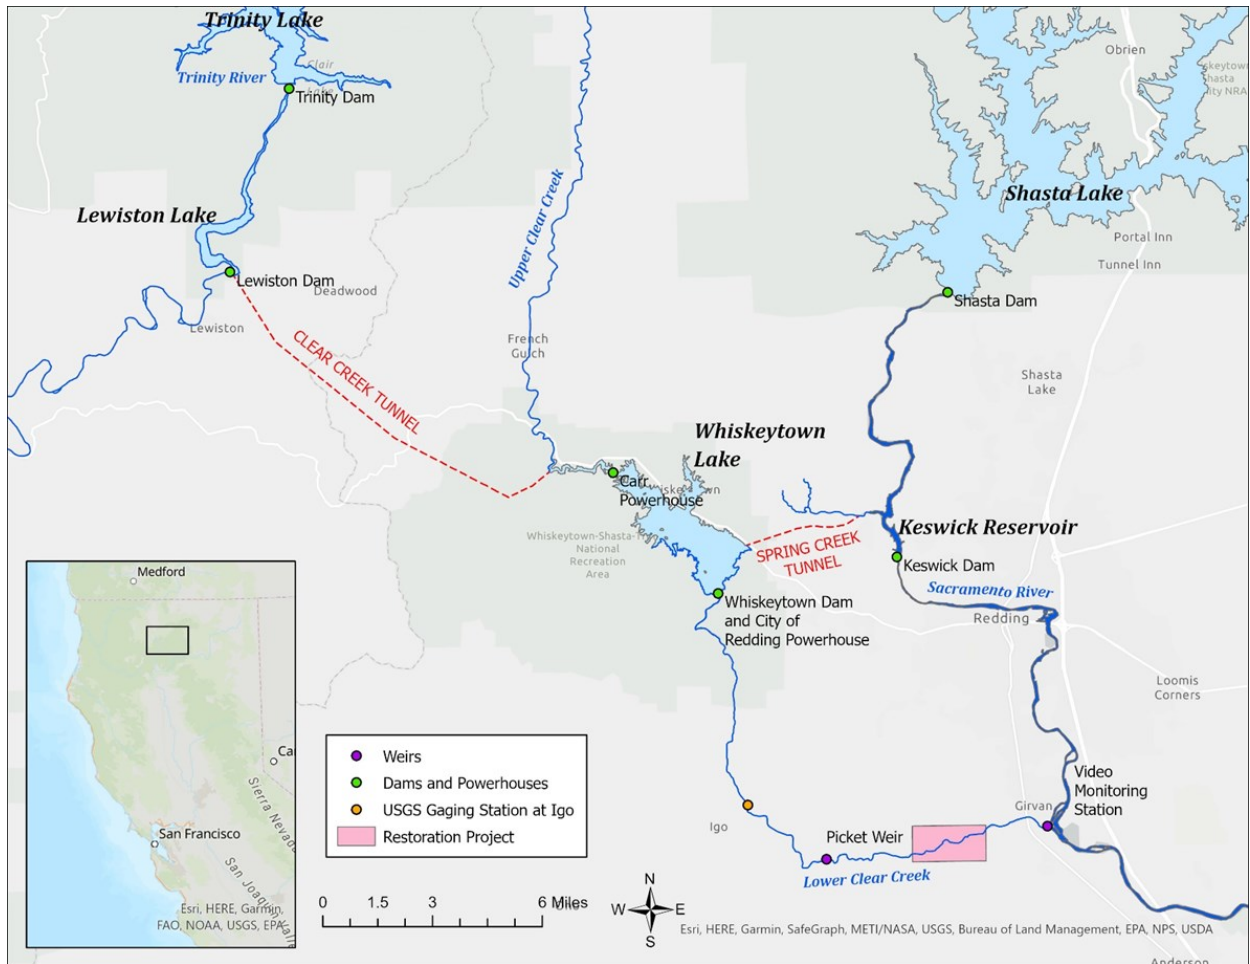 Trinity Lake
Clair
Trinity River
Lake
Trinity Dam
Obrien
Shasta Lake
Lewiston Lake
Upper Clear Creek
Portal Inn
Tunnel Inn
Lewiston Dam
Deadwood
Shasta Dam
Lewiston
French
Gulch
CLEAR CREEK TUNNEL
Shasta
Lake
Whiskeytown
Lake
Carr
Powerhouse
Keswick Reservoir
Whiskeytown-Shasta-T
National
Recreation
Area
SPRING CREEK
TUNNEL
Keswick Dam
Sacramento River
Whiskeytown Dam
and City of
Redding Powerhouse
Redding
Loomis
Corners
Medford
San Francisco
Sierra Nevada
San Joaquin Valle
Esri, HERE, Garmin,
FAO, NOAA, USGS, EPA
Weirs
Dams and Powerhouses
USGS Gaging Station at Igo
Restoration Project
0 1.5 3 6 Miles
N
W E
S
Igo
Picket Weir
Lower Clear Creek
Girvan
Video
Monitoring
Station
Esri, HERE, Garmin, SafeGraph, METI/NASA, USGS, Bureau of Land Management, EPA, NPS, USDA
Anderson